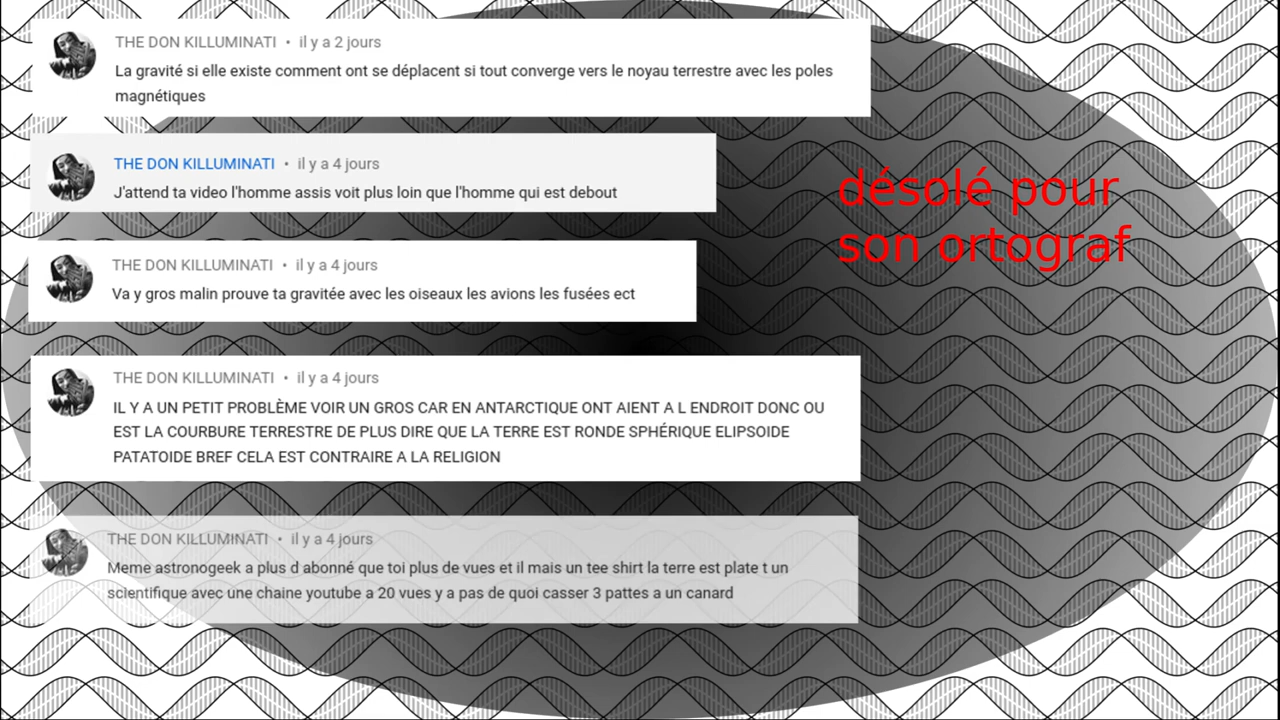 THE DON KILLUMINATI • il y a 2 jours
La gravité si elle existe comment ont se déplacent si tout converge vers le noyau terrestre avec les poles
magnétiques
THE DON KILLUMINATI • il y a 4 jours
J'attend ta video l'homme assis voit plus loin que l'homme qui est debout
désolé pour
son ortograf
THE DON KILLUMINATI • il y a 4 jours
Va y gros malin prouve ta gravitée avec les oiseaux les avions les fusées ect
THE DON KILLUMINATI • il y a 4 jours
IL Y A UN PETIT PROBLÈME VOIR UN GROS CAR EN ANTARCTIQUE ONT AIENT A L ENDROIT DONC OU
EST LA COURBURE TERRESTRE DE PLUS DIRE QUE LA TERRE EST RONDE SPHÉRIQUE ELIPSOIDE
PATATOIDE BREF CELA EST CONTRAIRE A LA RELIGION
THE DON KILLUMINATI • il y a 4 jours
Meme astronogeek a plus d abonné que toi plus de vues et il mais un tee shirt la terre est plate t un
scientifique avec une chaine youtube a 20 vues y a pas de quoi casser 3 pattes a un canard